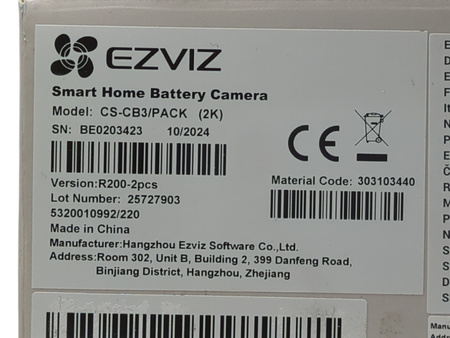 EZVIZ
Smart Home Battery Camera
Model: CS-CB3/PACK (2K)
SN: BE0203423 10/2024
CE
Version:R200-2pcs
Material Code: 303103440
Lot Number: 25727903
5320010992/220
Made in China
Manufacturer:Hangzhou Ezviz Software Co.,Ltd.
Address:Room 302, Unit B, Building 2, 399 Danfeng Road,
Binjiang District, Hangzhou, Zhejiang